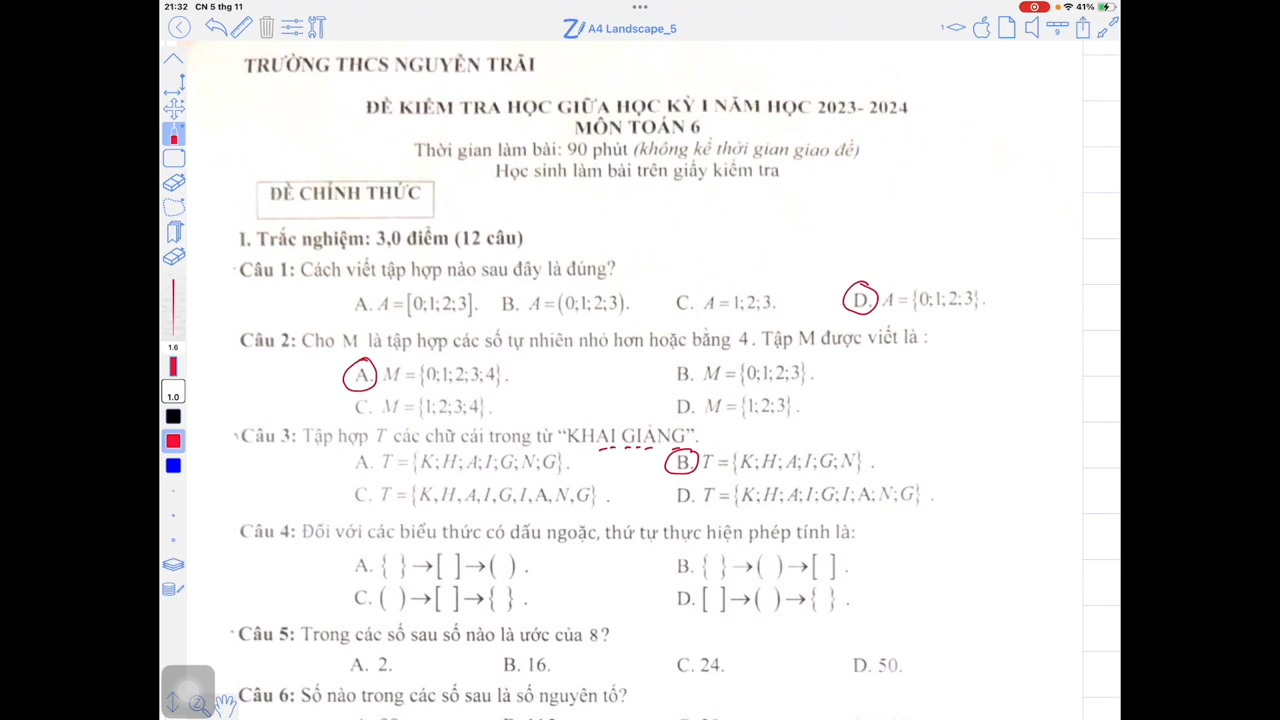 21:32 CN 5 thg 11
41%
A4 Landscape_5
TRƯỜNG THCS NGUYỄN TRÃI
ĐỀ KIỂM TRA HỌC GIỮA HỌC KỲ I NĂM HỌC 2023- 2024
MÔN TOÁN 6
Thời gian làm bài: 90 phút (không kể thời gian giao đề)
Học sinh làm bài trên giấy kiểm tra
ĐỀ CHÍNH THỨC
I. Trắc nghiệm: 3,0 điểm (12 câu)
Câu 1: Cách viết tập hợp nào sau đây là đúng?
A. A=[0;1;2;3]. B. A=(0;1;2;3). C. A=1;2;3. D. A={0;1;2;3}.
Câu 2: Cho M là tập hợp các số tự nhiên nhỏ hơn hoặc bằng 4. Tập M được viết là :
A. M={0;1;2;3;4}. B. M={0;1;2;3}.
C. M={1;2;3;4}. D. M={1;2;3}.
Câu 3: Tập hợp T các chữ cái trong từ “KHAI GIẢNG”.
A. T={K;H;A;I;G;N;G}. B. T={K;H;A;I;G;N} .
C. T={K,H,A,I,G,I,A,N,G} . D. T={K;H;A;I;G;I;A;N;G} .
Câu 4: Đối với các biểu thức có dấu ngoặc, thứ tự thực hiện phép tính là:
A. { }→[ ]→( ) . B. { }→( )→[ ] .
C. ( )→[ ]→{ } . D. [ ]→( )→{ } .
Câu 5: Trong các số sau số nào là ước của 8?
A. 2. B. 16. C. 24. D. 50.
Câu 6: Số nào trong các số sau là số nguyên tố?
1.6
1.0